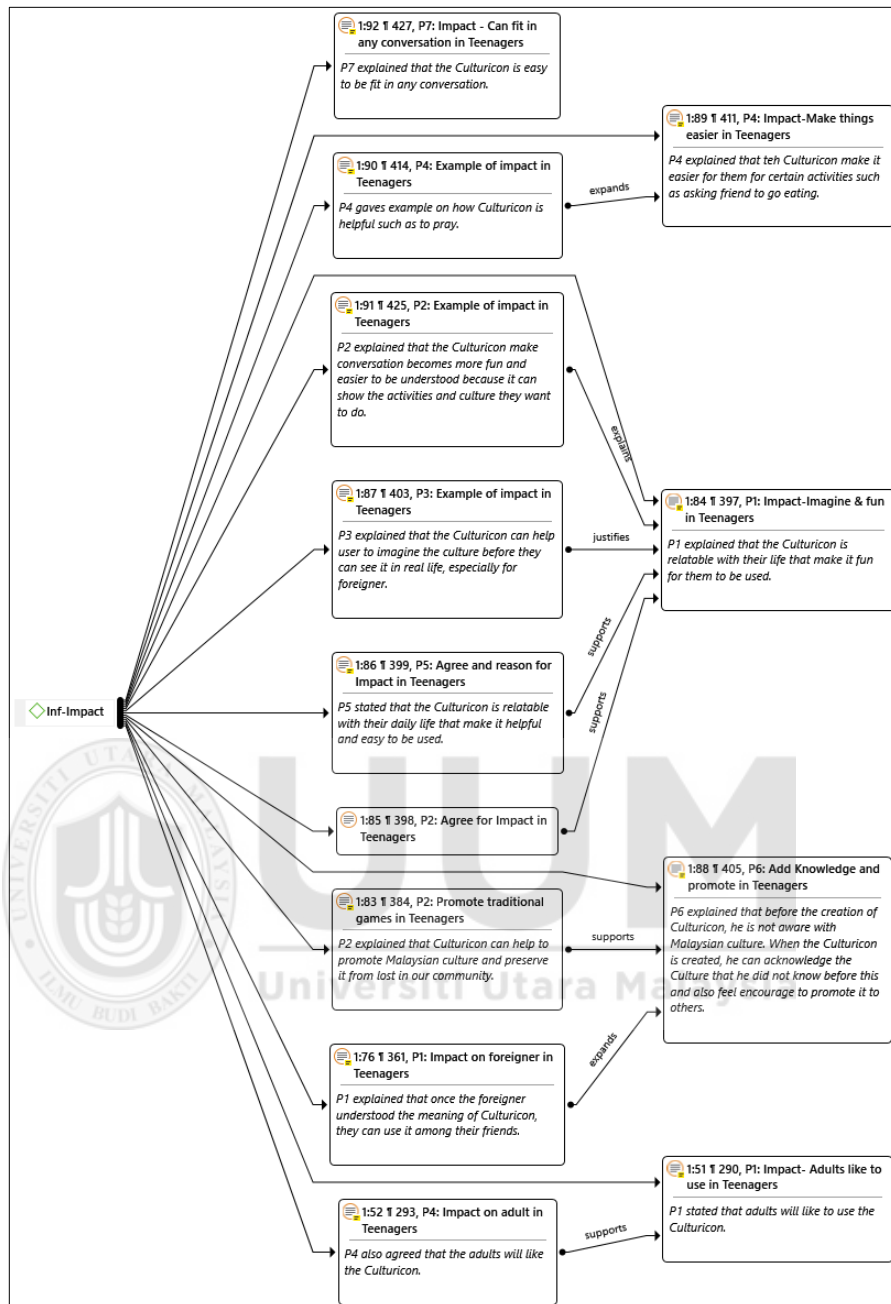 1:92 ¶ 427, P7: Impact - Can fit in
any conversation in Teenagers
P7 explained that the Culturicon is easy
to be fit in any conversation.
1:89 ¶ 411, P4: Impact-Make things
easier in Teenagers
P4 explained that teh Culturicon make it
easier for them for certain activities such
as asking friend to go eating.
1:90 ¶ 414, P4: Example of impact in
Teenagers
P4 gaves example on how Culturicon is
helpful such as to pray.
expands
1:91 ¶ 425, P2: Example of impact in
Teenagers
P2 explained that the Culturicon make
conversation becomes more fun and
easier to be understood because it can
show the activities and culture they want
to do.
explains
1:87 ¶ 403, P3: Example of impact in
Teenagers
P3 explained that the Culturicon can help
user to imagine the culture before they
can see it in real life, especially for
foreigner.
justifies
1:84 ¶ 397, P1: Impact-Imagine & fun
in Teenagers
P1 explained that the Culturicon is
relatable with their life that make it fun
for them to be used.
1:86 ¶ 399, P5: Agree and reason for
Impact in Teenagers
P5 stated that the Culturicon is relatable
with their daily life that make it helpful
and easy to be used.
supports
supports
Inf-Impact
1:85 ¶ 398, P2: Agree for Impact in
Teenagers
1:83 ¶ 384, P2: Promote traditional
games in Teenagers
P2 explained that Culturicon can help to
promote Malaysian culture and preserve
it from lost in our community.
supports
1:88 ¶ 405, P6: Add Knowledge and
promote in Teenagers
P6 explained that before the creation of
Culturicon, he is not aware with
Malaysian culture. When the Culturicon
is created, he can acknowledge the
Culture that he did not know before this
and also feel encourage to promote it to
others.
1:76 ¶ 361, P1: Impact on foreigner in
Teenagers
P1 explained that once the foreigner
understood the meaning of Culturicon,
they can use it among their friends.
expands
1:51 ¶ 290, P1: Impact- Adults like to
use in Teenagers
P1 stated that adults will like to use the
Culturicon.
1:52 ¶ 293, P4: Impact on adult in
Teenagers
P4 also agreed that the adults will like
the Culturicon.
supports
UUM
Universiti Utara Malaysia
UNIVERSITI UTARA MALAYSIA
ILMU BUDI BAKTI